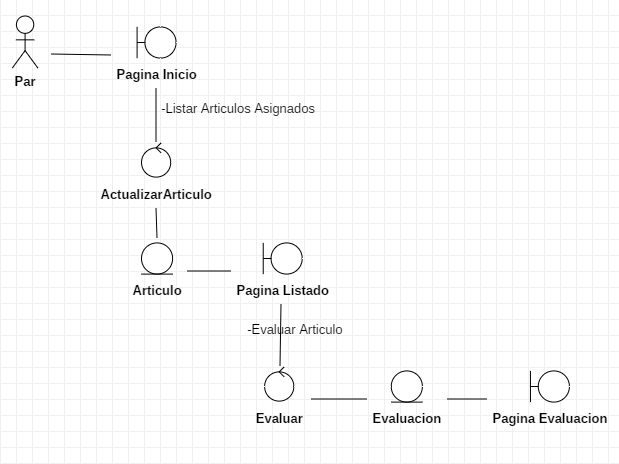 Par
Pagina Inicio
-Listar Articulos Asignados
ActualizarArticulo
Articulo
Pagina Listado
-Evaluar Articulo
Evaluar
Evaluacion
Pagina Evaluacion